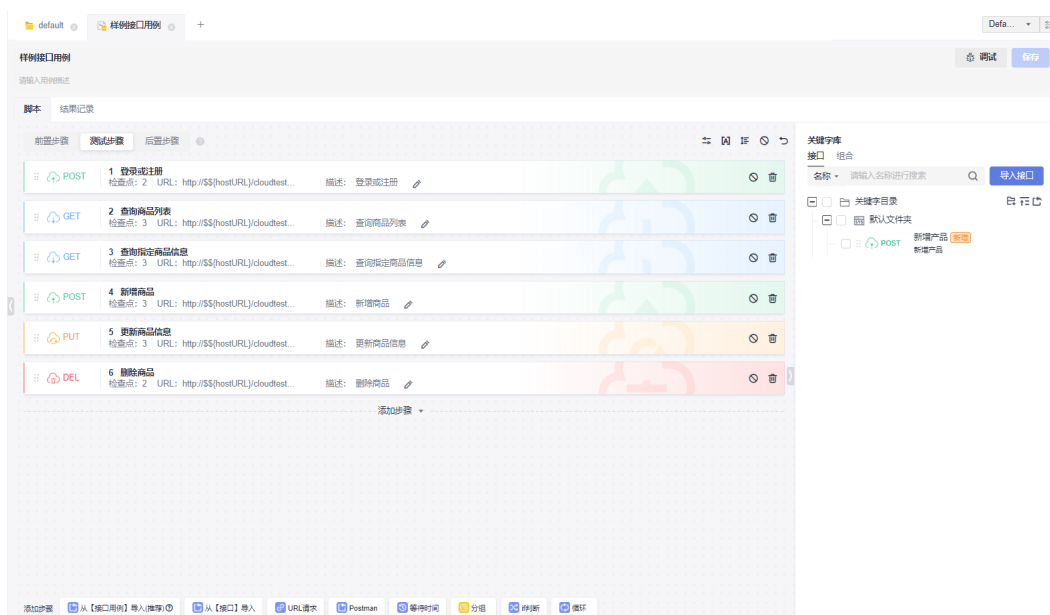 default
样例接口用例
+
Defa...
样例接口用例
调试
保存
请输入用例描述
脚本 结果记录
前置步骤 测试步骤 后置步骤
POST
1 登录或注册
检查点: 2 URL: http://$${hostURL}/cloudtest...
描述: 登录或注册
GET
2 查询商品列表
检查点: 3 URL: http://$${hostURL}/cloudtest...
描述: 查询商品列表
GET
3 查询指定商品信息
检查点: 3 URL: http://$${hostURL}/cloudtest...
描述: 查询指定商品信息
POST
4 新增商品
检查点: 3 URL: http://$${hostURL}/cloudtest...
描述: 新增商品
PUT
5 更新商品信息
检查点: 3 URL: http://$${hostURL}/cloudtest...
描述: 更新商品信息
DEL
6 删除商品
检查点: 2 URL: http://$${hostURL}/cloudtest...
描述: 删除商品
添加步骤
关键字库
接口 组合
名称 请输入名称进行搜索
导入接口
关键字目录
默认文件夹
POST
新增产品 新增
新增产品
添加步骤 从【接口用例】导入(推荐) 从【接口】导入 URL请求 Postman 等待时间 分组 if判断 循环